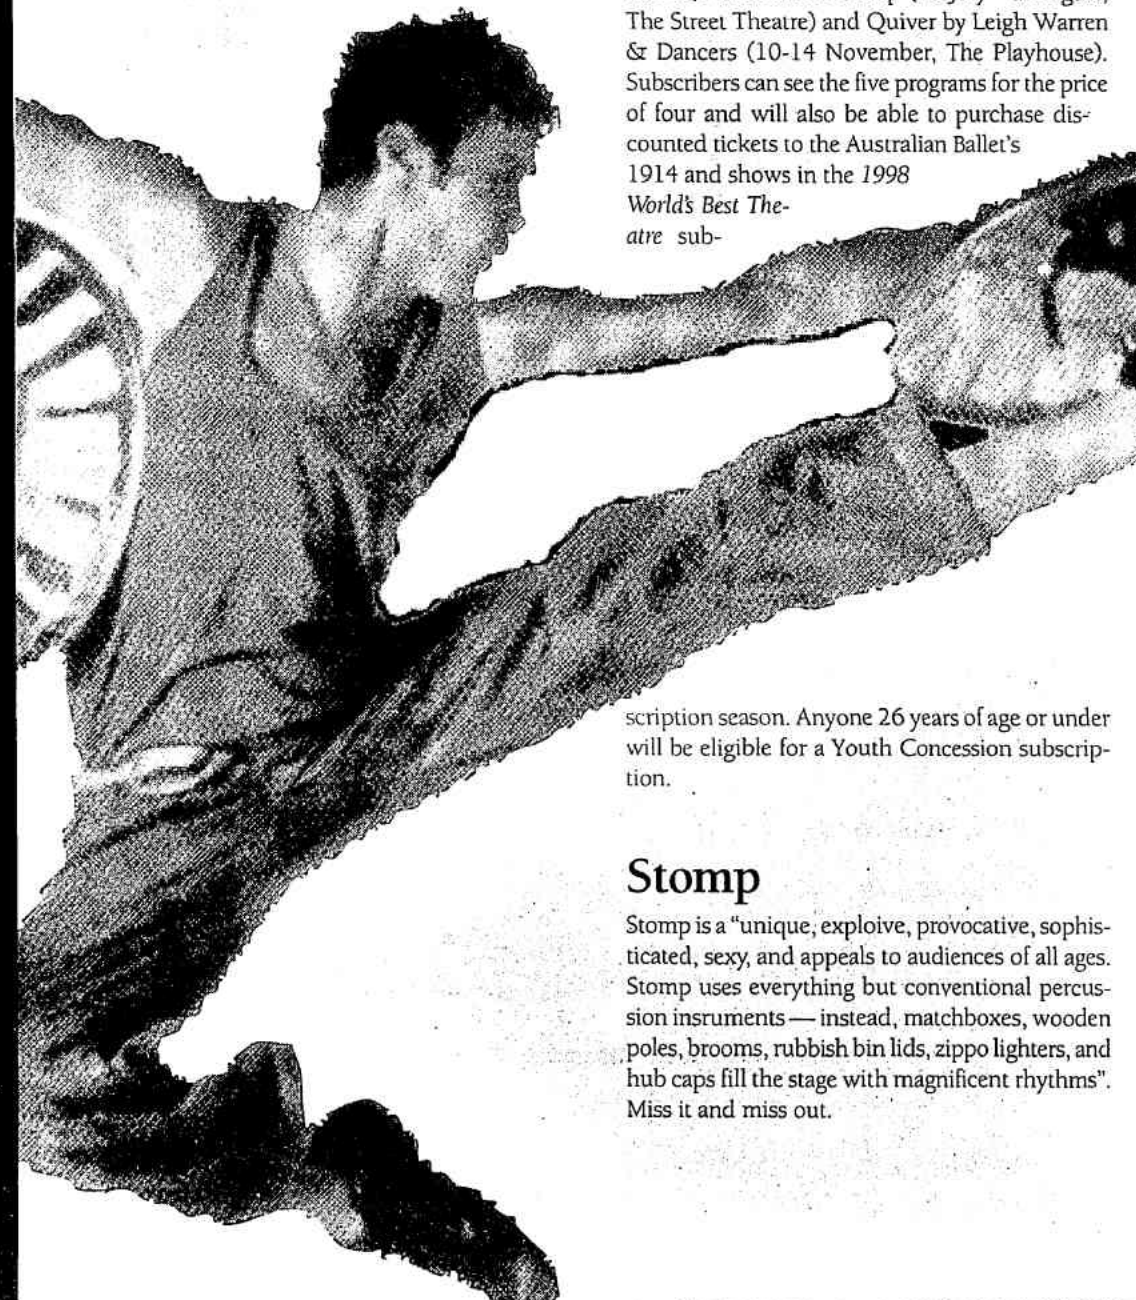 The Street Theatre) and Quiver by Leigh Warren
& Dancers (10-14 November, The Playhouse).
Subscribers can see the five programs for the price
of four and will also be able to purchase dis-
counted tickets to the Australian Ballet's
1914 and shows in the 1998
World's Best The-
atre sub-
scription season. Anyone 26 years of age or under
will be eligible for a Youth Concession subscrip-
tion.
Stomp
Stomp is a “unique, exploive, provocative, sophis-
ticated, sexy, and appeals to audiences of all ages.
Stomp uses everything but conventional percus-
sion insruments — instead, matchboxes, wooden
poles, brooms, rubbish bin lids, zippo lighters, and
hub caps fill the stage with magnificent rhythms”.
Miss it and miss out.